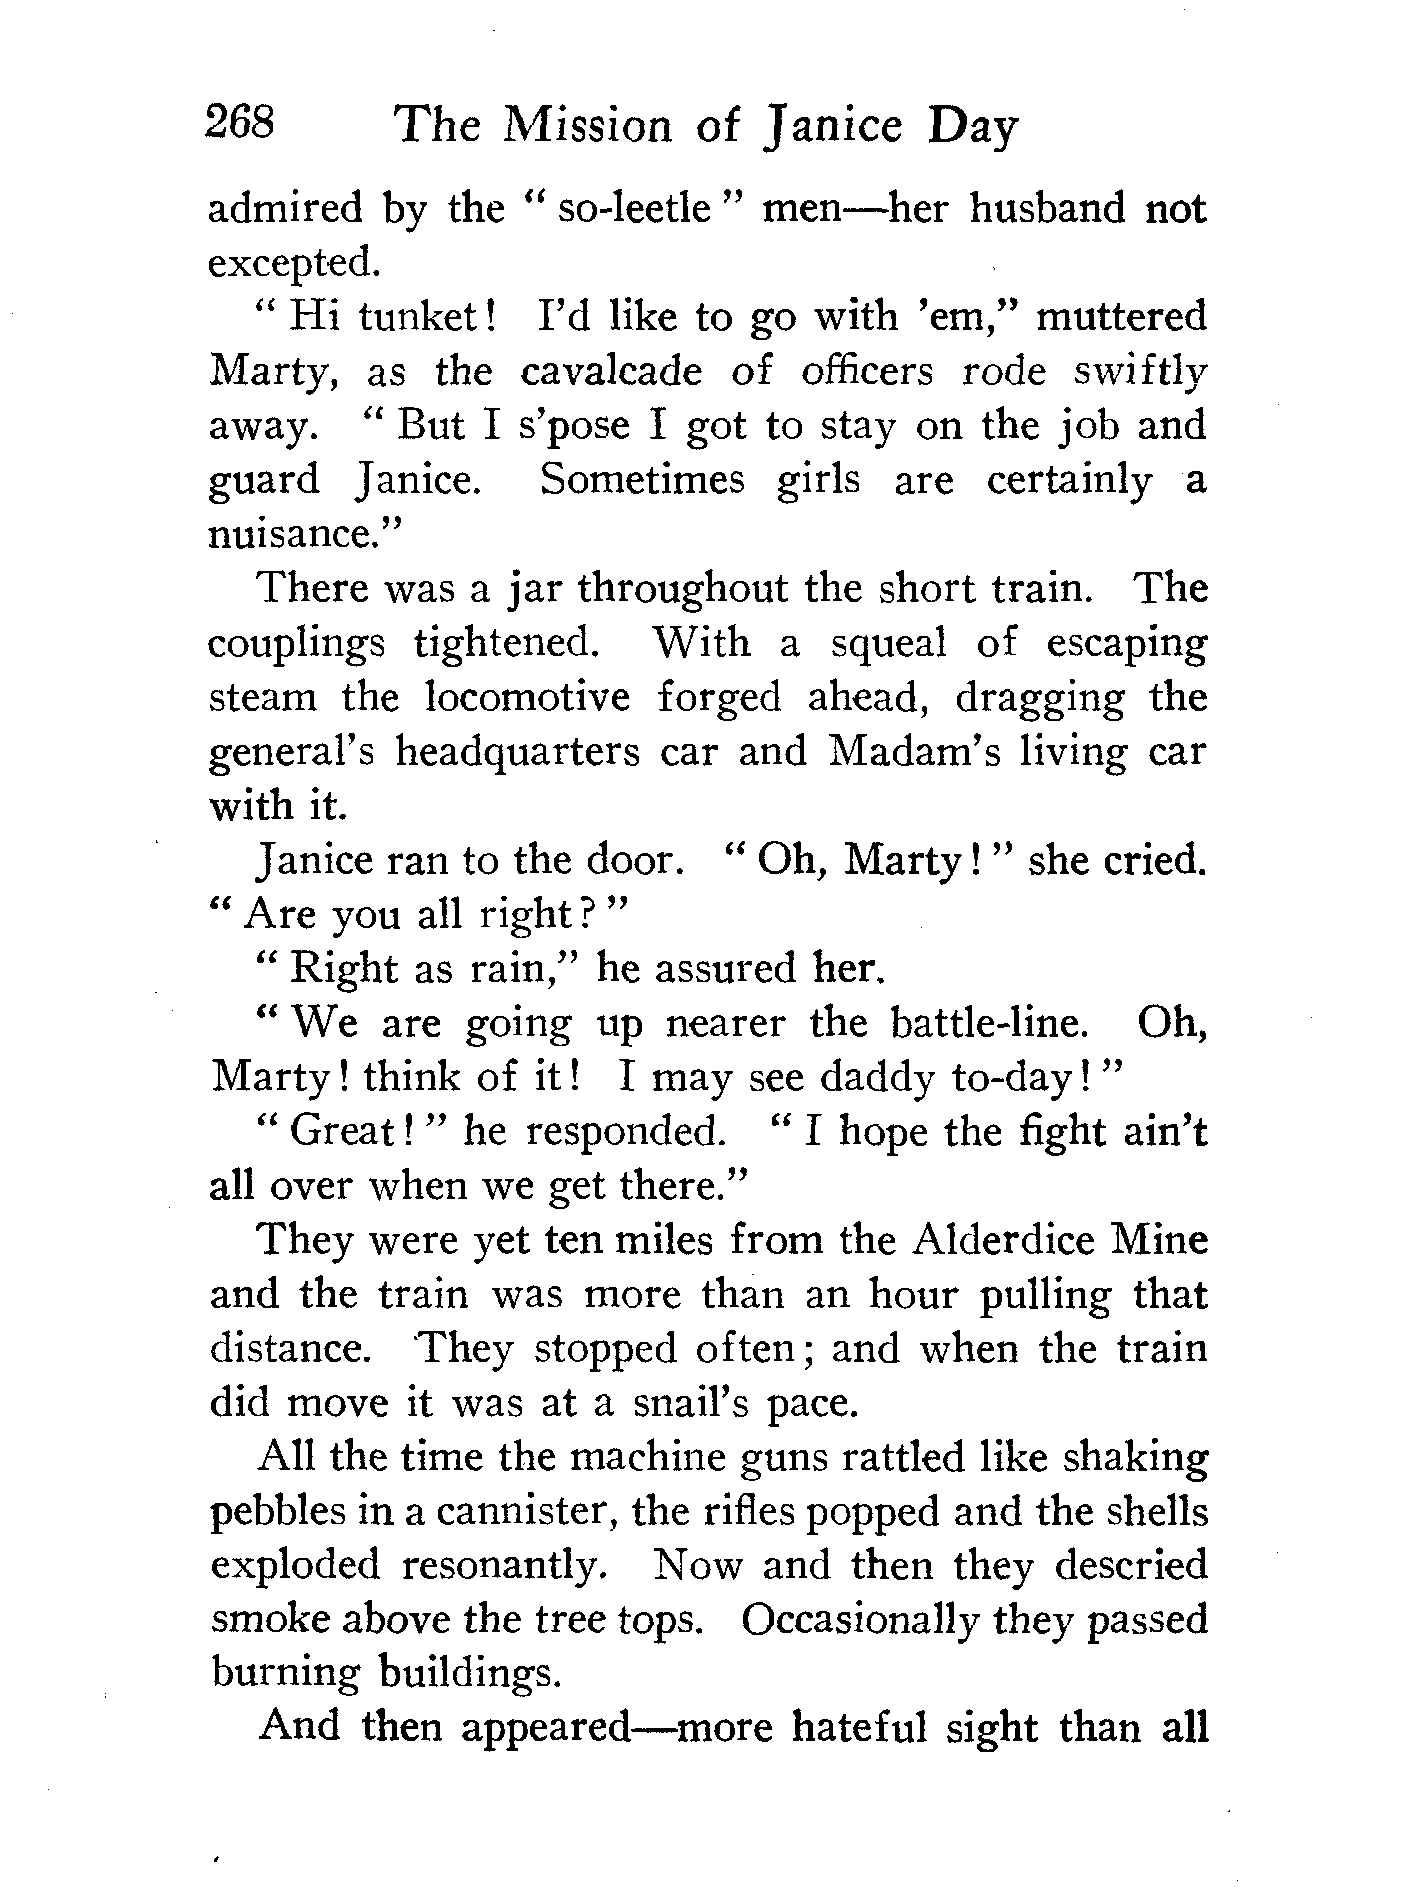 268 The Mission of Janice Day
admired by the “ so-leetle ” men—her husband not
excepted.
“ Hi tunket! I’d like to go with ’em,” muttered
Marty, as the cavalcade of officers rode swiftly
away. “ But I s’pose I got to stay on the job and
guard Janice. Sometimes girls are certainly a
nuisance.”
There was a jar throughout the short train. The
couplings tightened. With a squeal of escaping
steam the locomotive forged ahead, dragging the
general’s headquarters car and Madam’s living car
with it.
Janice ran to the door. “ Oh, Marty! ” she cried.
“ Are you all right? ”
“ Right as rain,” he assured her.
“ We are going up nearer the battle-line. Oh,
Marty! think of it! I may see daddy to-day! ”
“ Great! ” he responded. “ I hope the fight ain’t
all over when we get there.”
They were yet ten miles from the Alderdice Mine
and the train was more than an hour pulling that
distance. They stopped often; and when the train
did move it was at a snail’s pace.
All the time the machine guns rattled like shaking
pebbles in a cannister, the rifles popped and the shells
exploded resonantly. Now and then they descried
smoke above the tree tops. Occasionally they passed
burning buildings.
And then appeared—more hateful sight than all